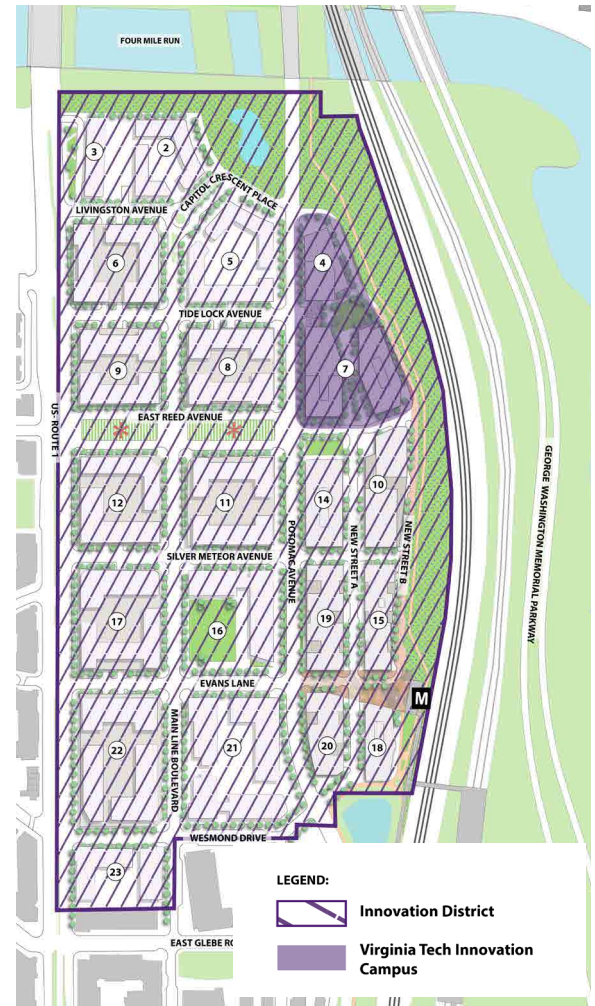 FOUR MILE RUN
3
2
CAPITOL CRESCENT PLACE
LIVINGSTON AVENUE
6
5
4
TIDE LOCK AVENUE
9
8
7
EAST REED AVENUE
US- ROUTE 1
GEORGE WASHINGTON MEMORIAL PARKWAY
12
11
14
10
POTOMAC AVENUE
NEW STREET A
NEW STREET B
SILVER METEOR AVENUE
17
16
19
15
EVANS LANE
M
MAIN LINE BOULEVARD
22
21
20
18
WESMOND DRIVE
23
EAST GLEBE RO
LEGEND:
Innovation District
Virginia Tech Innovation
Campus